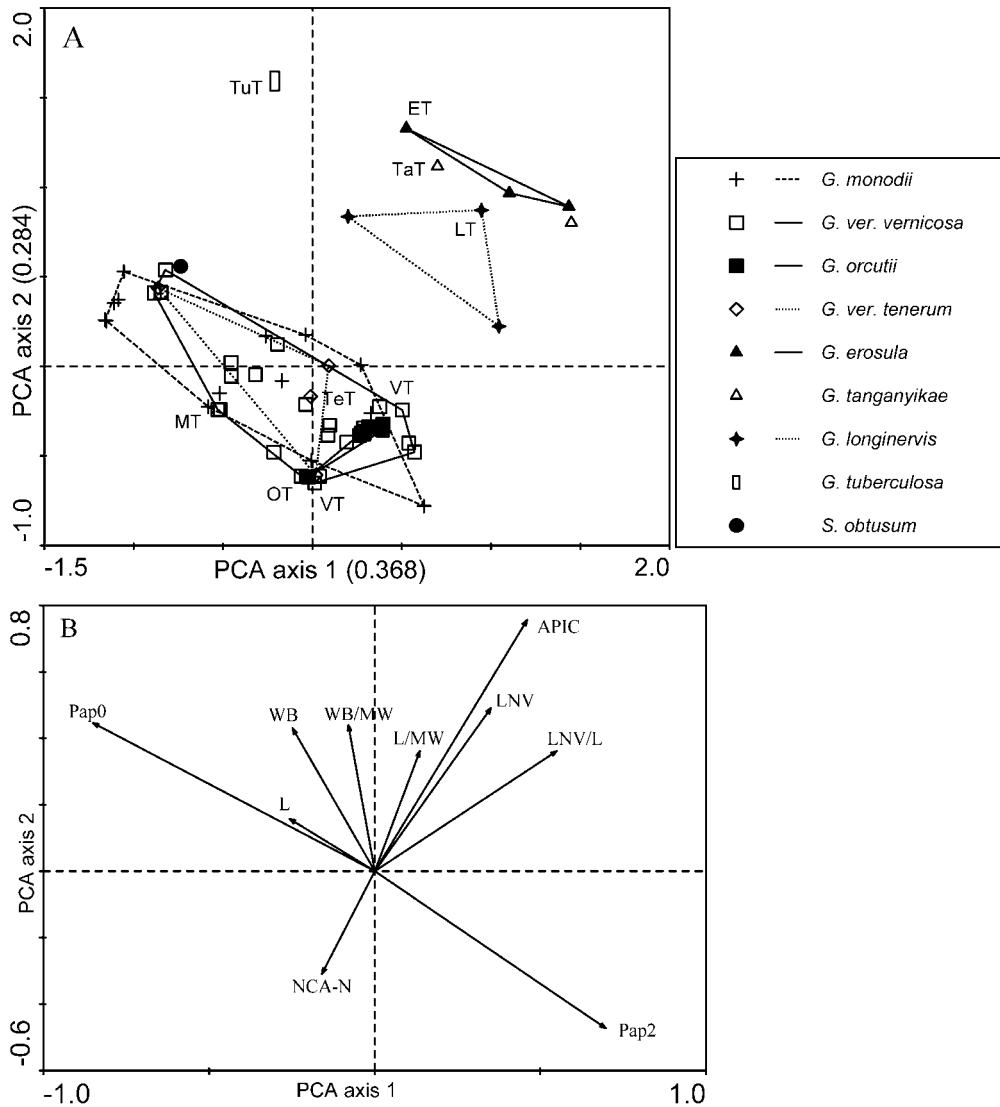 A
2.0
PCA axis 2 (0.284)
-1.0
TuT
ET
TaT
LT
MT
TeT
VT
OT
VT
-1.5
PCA axis 1 (0.368)
2.0
G. monodii
G. ver. vernicosa
G. orcutii
G. ver. tenerum
G. erosula
G. tanganyikae
G. longinervis
G. tuberculosa
S. obtusum
B
0.8
PCA axis 2
-0.6
APIC
LNV
Pap0
WB
WB/MW
L/MW
LNV/L
L
NCA-N
Pap2
-1.0
PCA axis 1
1.0